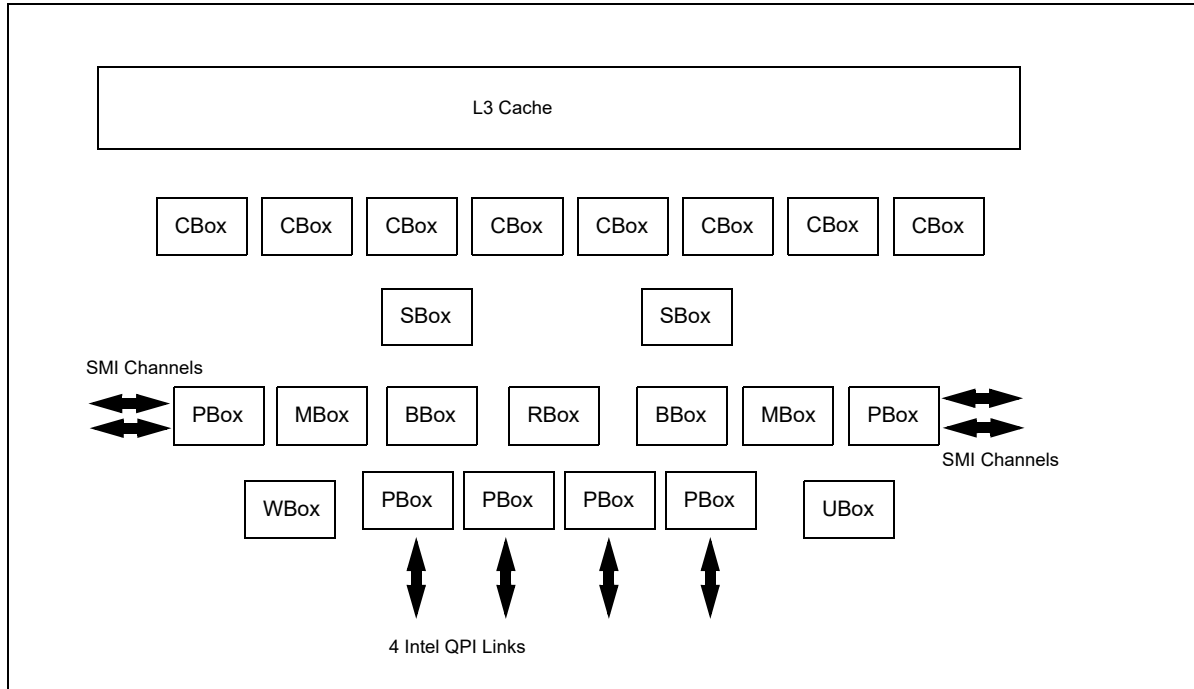 L3 Cache
CBox CBox CBox CBox CBox CBox CBox CBox
SBox SBox
SMI Channels
PBox MBox BBox RBox BBox MBox PBox
SMI Channels
WBox PBox PBox PBox PBox UBox
4 Intel QPI Links